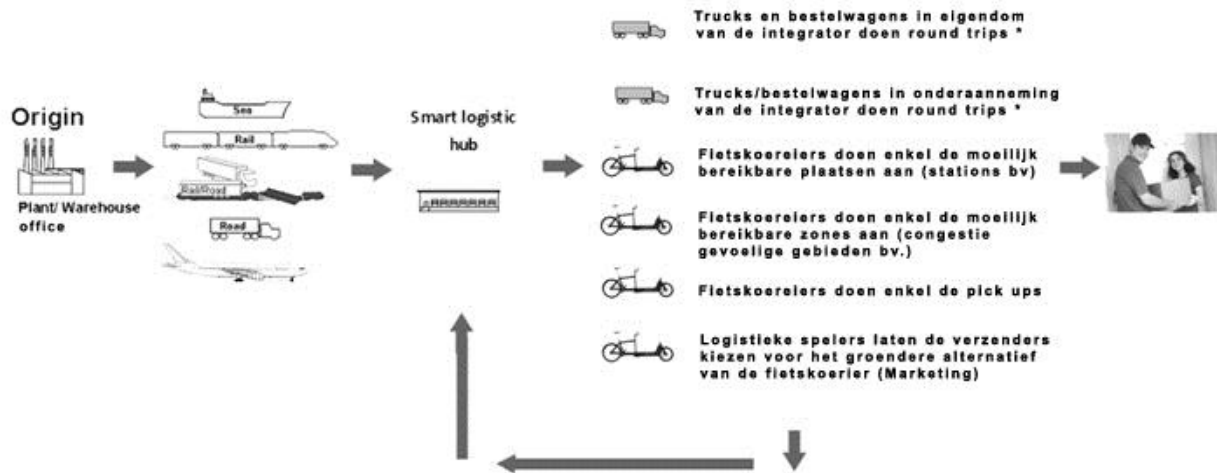 Origin
Plant/ Warehouse
office
Sea
Rail
Rail/Road
Road
Smart logistic
hub
Trucks en bestelwagens in eigendom
van de integrator doen round trips *
Trucks/bestelwagens in onderaanneming
van de integrator doen round trips *
Fietskoereiers doen enkel de moeilijk
bereikbare plaatsen aan (stations bv)
Fietskoereiers doen enkel de moeilijk
bereikbare zones aan (congestie
gevoelige gebieden bv.)
Fietskoereiers doen enkel de pick ups
Logistieke spelers laten de verzenders
kiezen voor het groendere alternatief
van de fietskoerier (Marketing)